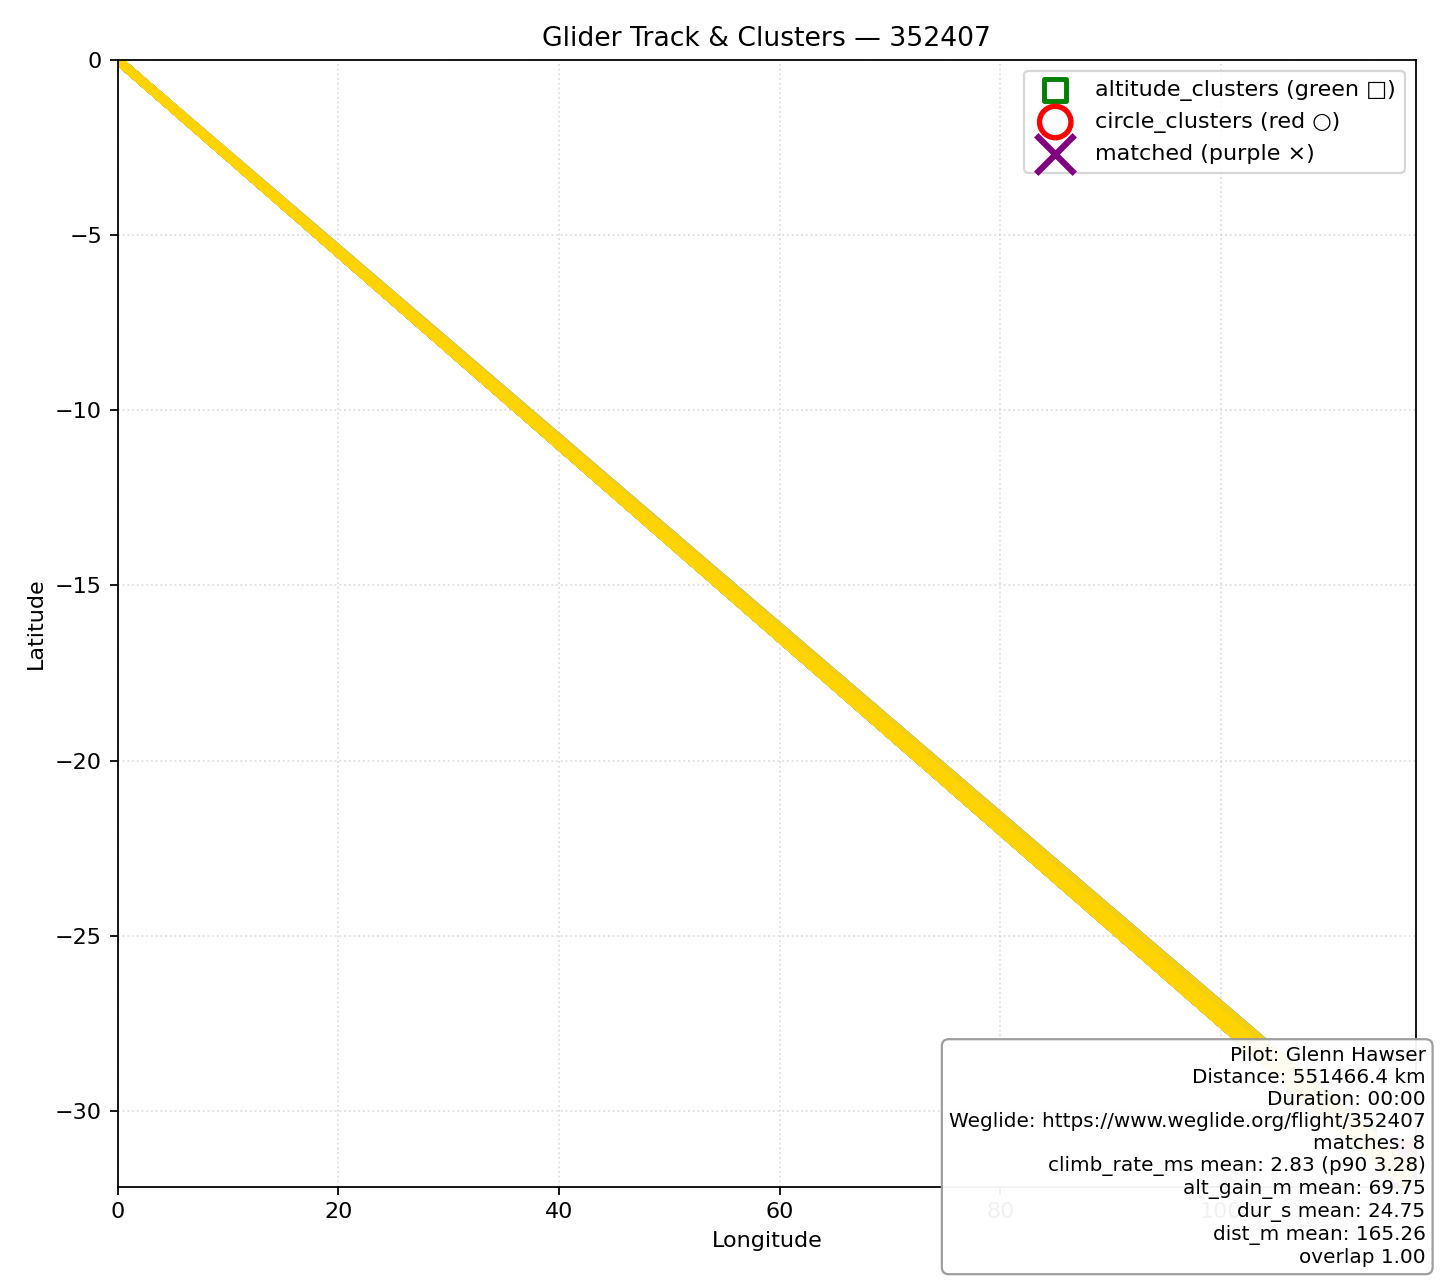 Glider Track & Clusters — 352407
altitude_clusters (green □)
circle_clusters (red ○)
matched (purple ×)
0
−5
−10
−15
−20
−25
−30
Latitude
0
20
40
60
80
100
Longitude
Pilot: Glenn Hawser
Distance: 551466.4 km
Duration: 00:00
Weglide: https://www.weglide.org/flight/352407
matches: 8
climb_rate_ms mean: 2.83 (p90 3.28)
alt_gain_m mean: 69.75
dur_s mean: 24.75
dist_m mean: 165.26
overlap 1.00